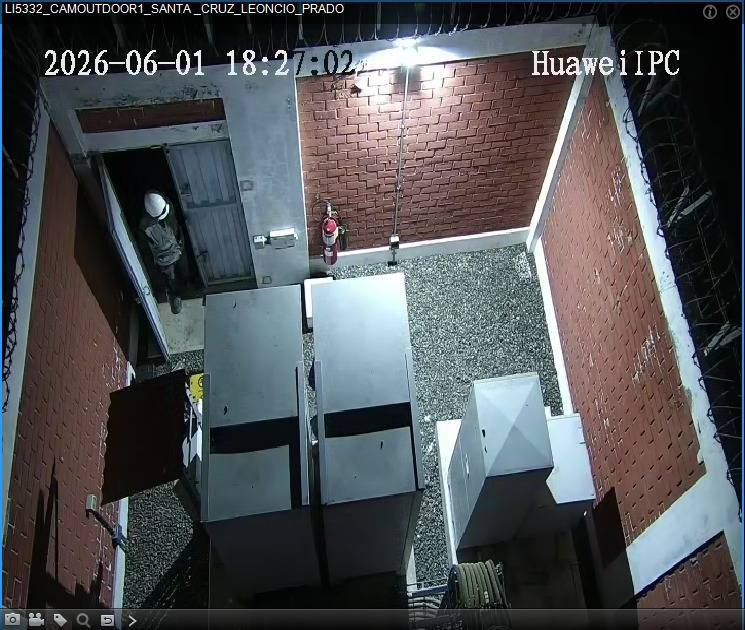 LI5332_CAMOUTDOOR1_SANTA _CRUZ_LEONCIO_PRADO
2026-06-01 18:27:02
HuaweiIPC